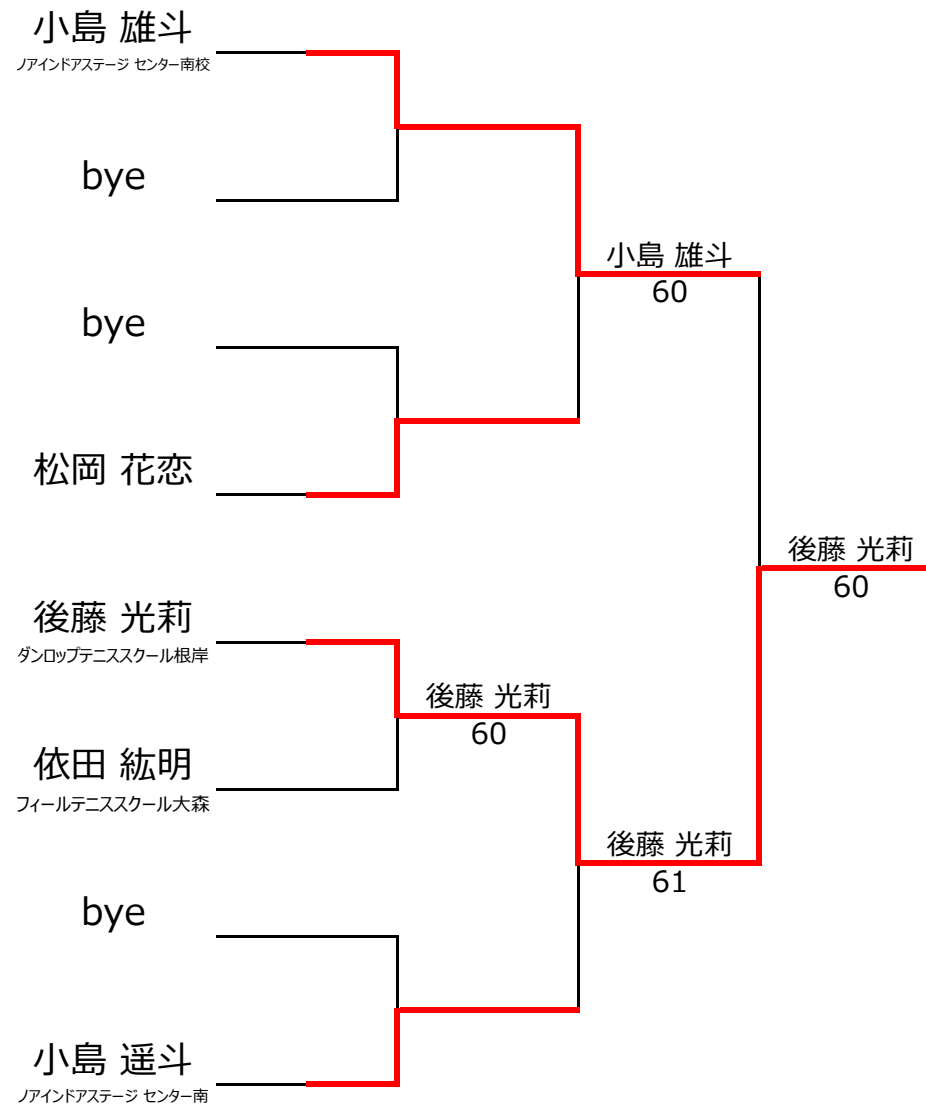 小島 雄斗
ノアインドアステージ センター南校
bye
bye
松岡 花恋
後藤 光莉
ダンロップテニススクール根岸
依田 紘明
フィールテニススクール大森
bye
小島 遥斗
ノアインドアステージ センター南
後藤 光莉
60
小島 雄斗
60
後藤 光莉
61
後藤 光莉
60